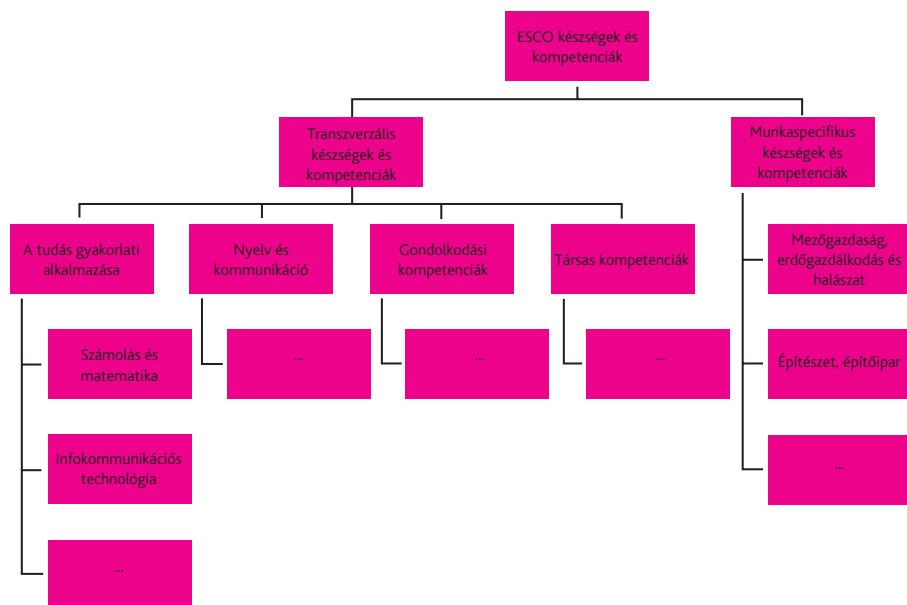 ESCO készségek és
kompetenciák
Transzverzális
készségek és
kompetenciák
Munkaspecifikus
készségek és
kompetenciák
A tudás gyakorlati
alkalmazása
Nyelv és
kommunikáció
Gondolkodási
kompetenciák
Társas kompetenciák
Mezőgazdaság,
erdőgazdálkodás és
halászat
Számolás és
matematika
...
...
...
Építészet, építőipar
Infokommunikációs
technológia
...
...